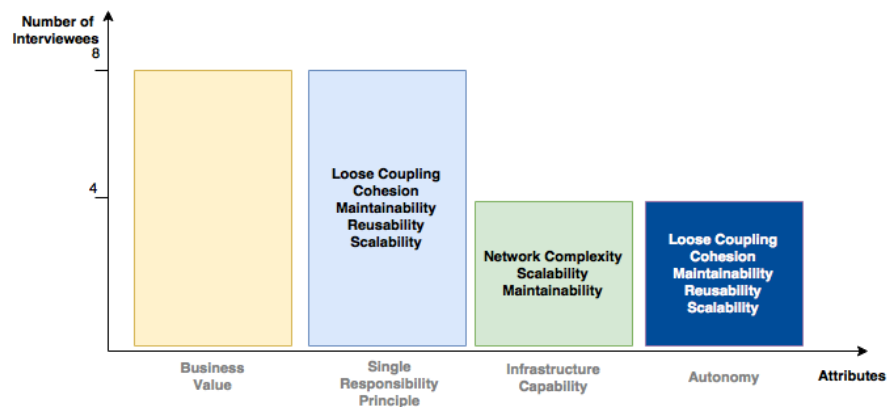 Number of
Interviewees
8
4
Loose Coupling
Cohesion
Maintainability
Reusability
Scalability
Network Complexity
Scalability
Maintainability
Loose Coupling
Cohesion
Maintainability
Reusability
Scalability
Business
Value
Single
Responsibility
Principle
Infrastructure
Capability
Autonomy
Attributes